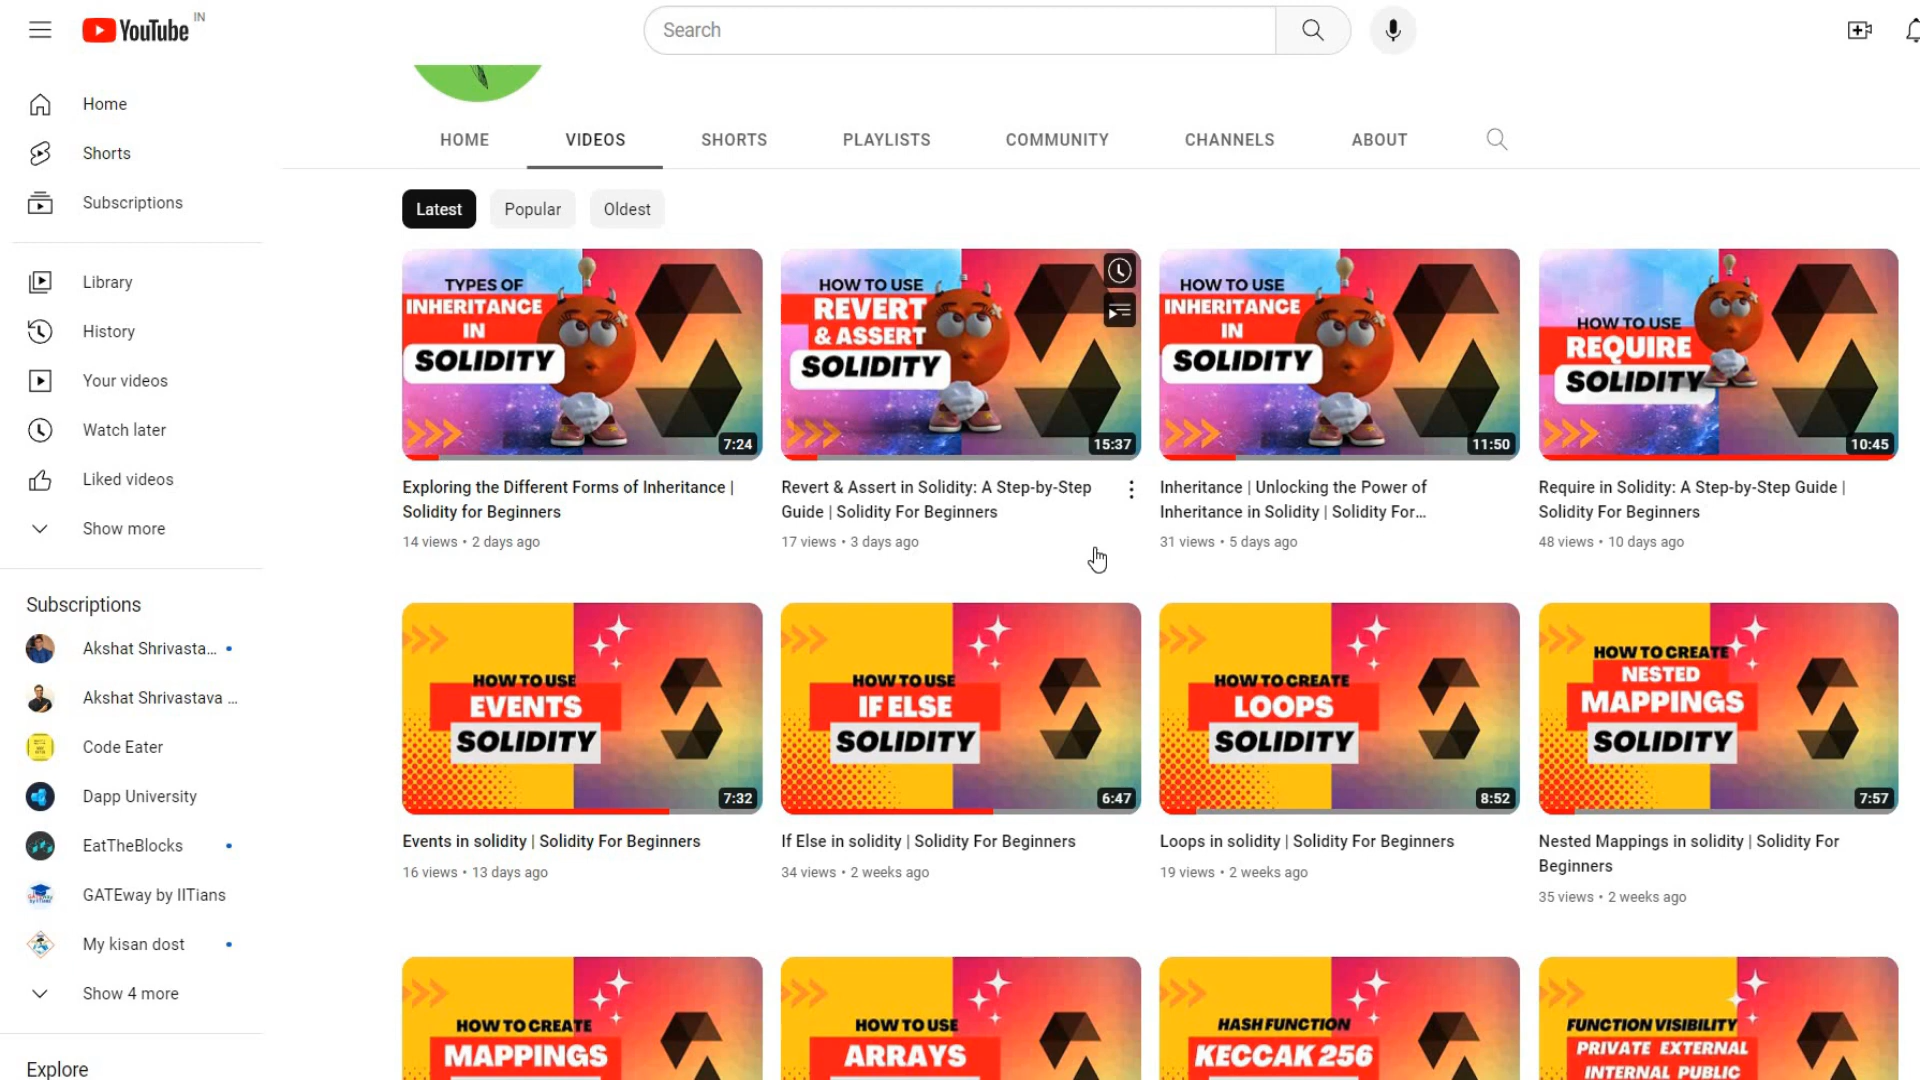 YouTube IN
Search
Home
Shorts
Subscriptions
Library
History
Your videos
Watch later
Liked videos
Show more
Subscriptions
Akshat Shrivasta...
Akshat Shrivastava ...
Code Eater
Dapp University
EatTheBlocks
GATEway by IITians
My kisan dost
Show 4 more
Explore
HOME VIDEOS SHORTS PLAYLISTS COMMUNITY CHANNELS ABOUT
Latest Popular Oldest
TYPES OF
INHERITANCE
IN
SOLIDITY
7:24
Exploring the Different Forms of Inheritance |
Solidity for Beginners
14 views • 2 days ago
HOW TO USE
REVERT
& ASSERT
SOLIDITY
15:37
Revert & Assert in Solidity: A Step-by-Step
Guide | Solidity For Beginners
17 views • 3 days ago
HOW TO USE
INHERITANCE
IN
SOLIDITY
11:50
Inheritance | Unlocking the Power of
Inheritance in Solidity | Solidity For...
31 views • 5 days ago
HOW TO USE
REQUIRE
SOLIDITY
10:45
Require in Solidity: A Step-by-Step Guide |
Solidity For Beginners
48 views • 10 days ago
HOW TO USE
EVENTS
SOLIDITY
7:32
Events in solidity | Solidity For Beginners
16 views • 13 days ago
HOW TO USE
IF ELSE
SOLIDITY
6:47
If Else in solidity | Solidity For Beginners
34 views • 2 weeks ago
HOW TO CREATE
LOOPS
SOLIDITY
8:52
Loops in solidity | Solidity For Beginners
19 views • 2 weeks ago
HOW TO CREATE
NESTED
MAPPINGS
SOLIDITY
7:57
Nested Mappings in solidity | Solidity For
Beginners
35 views • 2 weeks ago
HOW TO CREATE
MAPPINGS
HOW TO USE
ARRAYS
HASH FUNCTION
KECCAK 256
FUNCTION VISIBILITY
PRIVATE EXTERNAL
INTERNAL PUBLIC